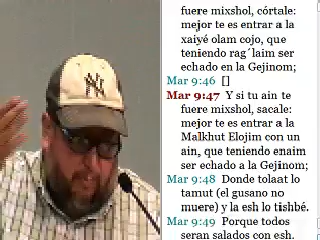 fuere mixshol, córtale:
mejor te es entrar a la
xaiyé olam cojo, que
teniendo rag´laim ser
echado en la Gejinom;
Mar 9:46 []
Mar 9:47 Y si tu ain te
fuere mixshol, sacale:
mejor te es entrar a la
Malkhut Elojim con un
ain, que teniendo enaim
ser echado a la Gejinom;
Mar 9:48 Donde tolaat lo
tamut (el gusano no
muere) y la esh lo tishbé.
Mar 9:49 Porque todos
seran salados con esh.
NY